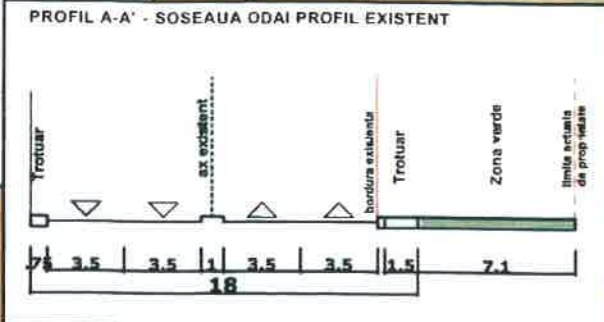 PROFIL A-A' - SOSEAUA ODAI PROFIL EXISTENT
Trotuar
ax existent
bordura existenta
Trotuar
Zona verde
limita actuala
de proprietate
.75 3.5 3.5 1 3.5 3.5 1.5 7.1
18